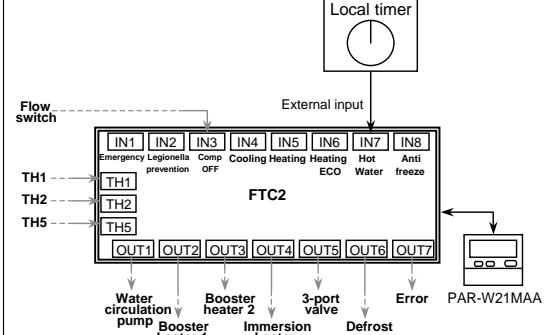 Local timer
External input
Flow
switch
IN1 IN2 IN3 IN4 IN5 IN6 IN7 IN8
Emergency Legionella prevention Comp OFF Cooling Heating Heating ECO Hot Water Anti freeze
TH1 TH1
TH2 TH2
TH5 TH5
FTC2
OUT1 OUT2 OUT3 OUT4 OUT5 OUT6 OUT7
Water circulation pump
Booster heater 2
3-port valve
Error
PAR-W21MAA
Booster
Immersion
Defrost